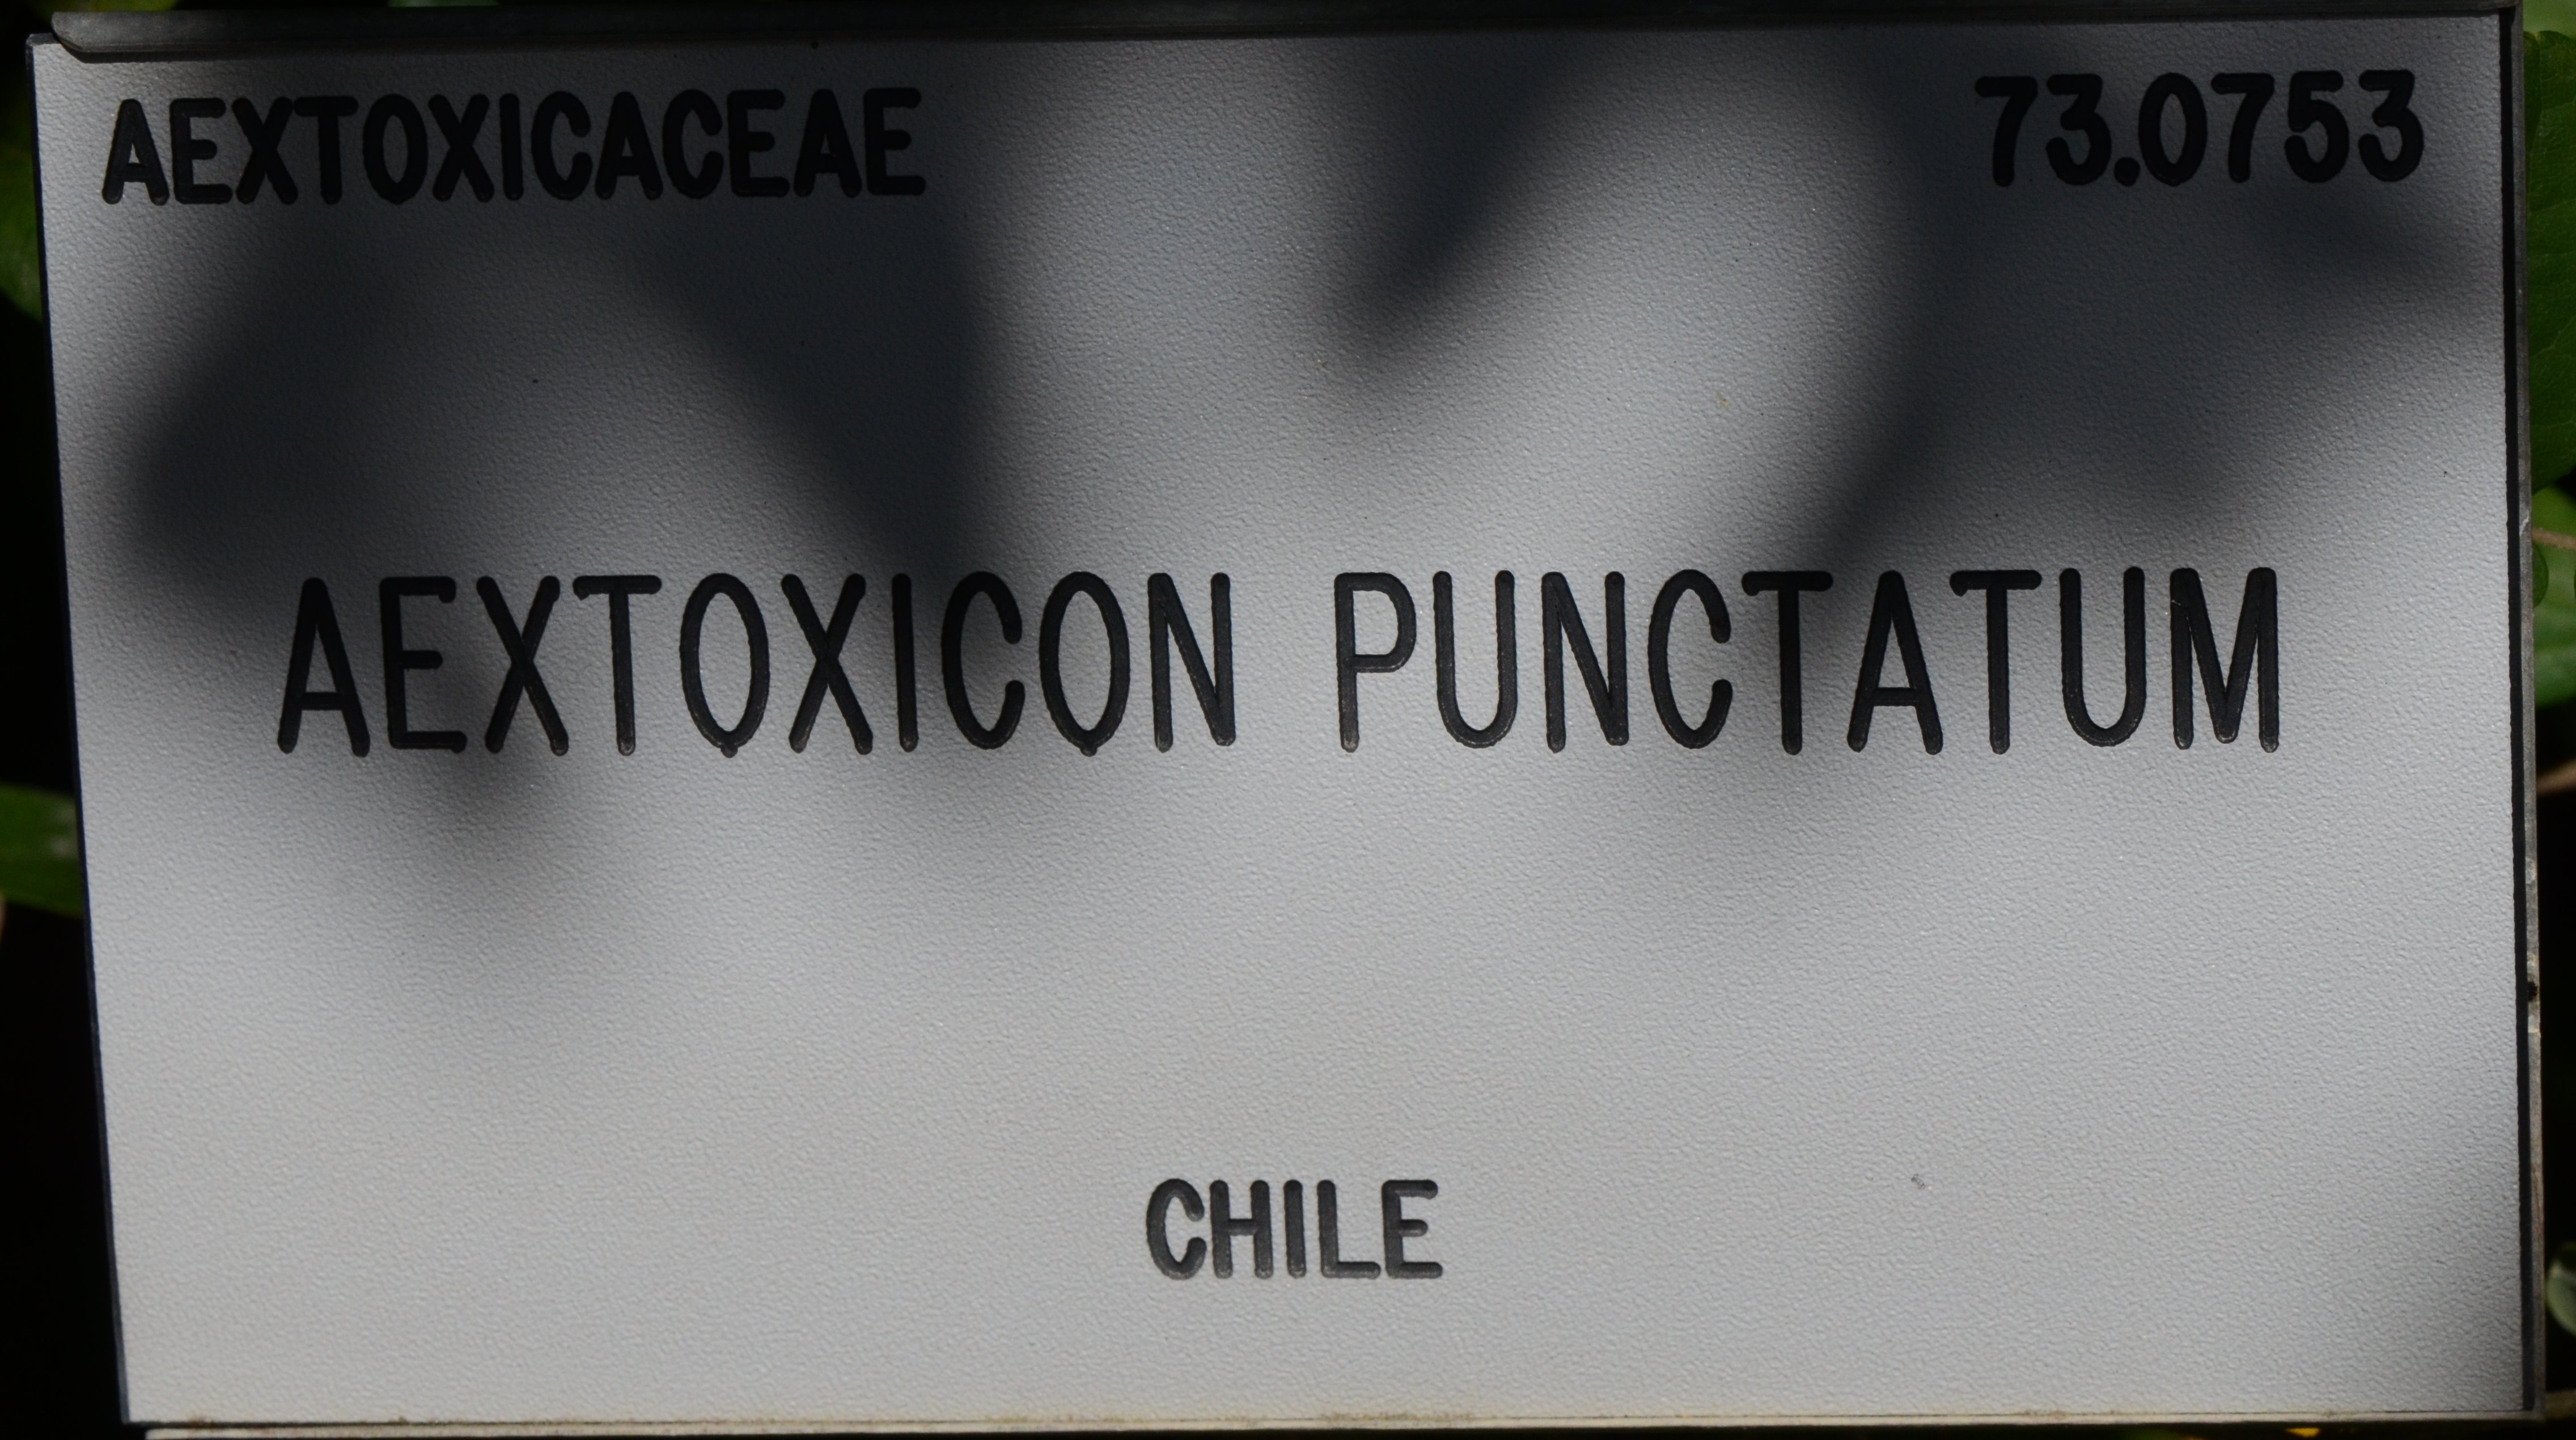 AEXTOXICACEAE 73.0753
AEXTOXICON PUNCTATUM
CHILE